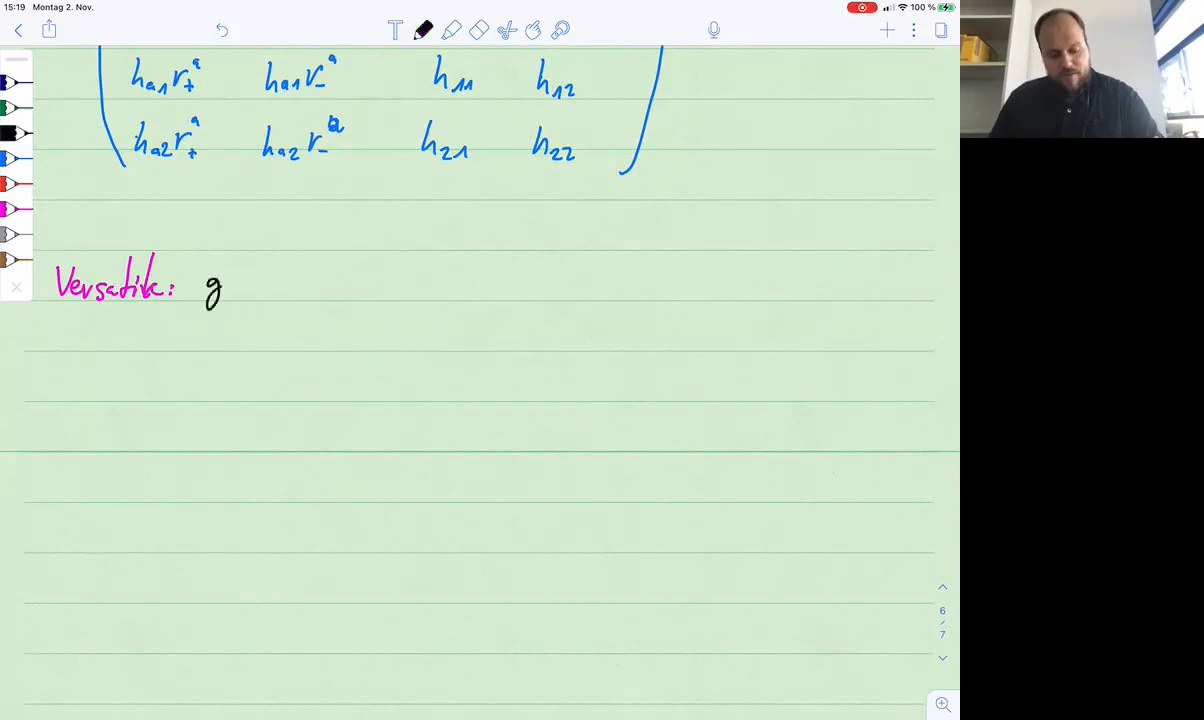 15:19 Montag 2. Nov. 100 %
T
h_{a1} r_+^a h_{a1} r_-^a h_{11} h_{12}
h_{a2} r_+^a h_{a2} r_-^a h_{21} h_{22}
g
6
7